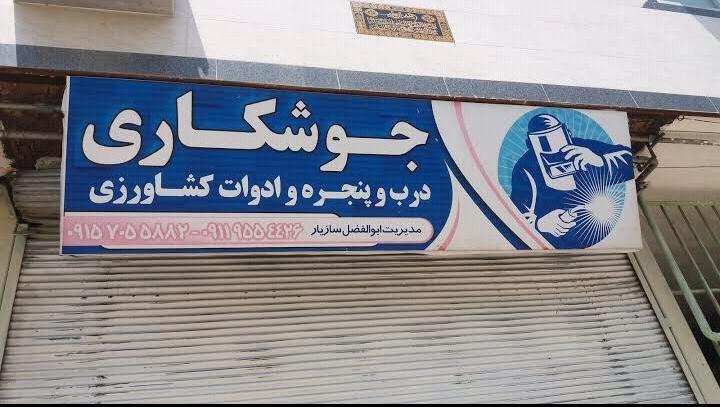 جوشکاری
درب و پنجره و ادوات کشاورزی
مدیریت ابوالفضل سازیار ۰۹۱۱۹۵۵۴۴۲۶ - ۰۹۱۵۷۰۵۵۸۸۲